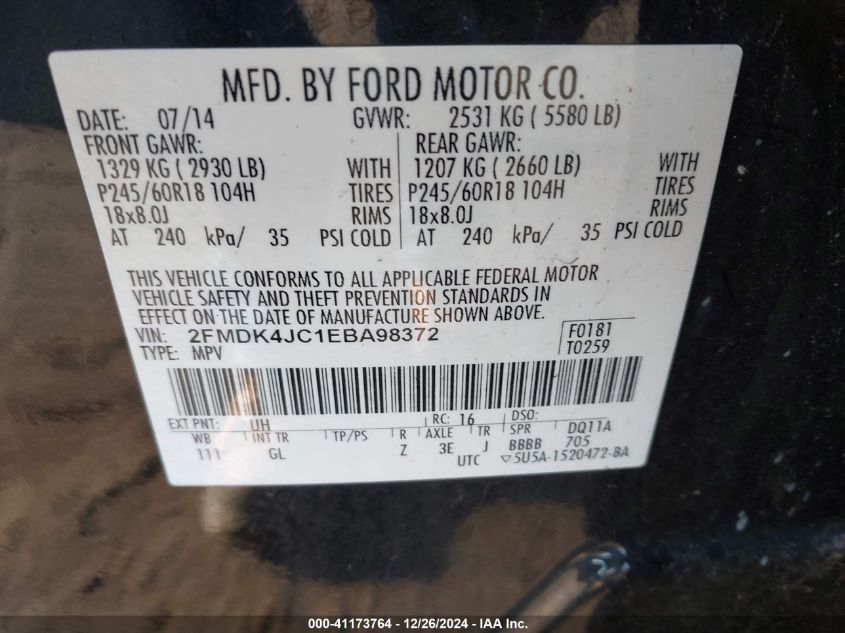 MFD. BY FORD MOTOR CO.
DATE: 07/14 GVWR: 2531 KG ( 5580 LB)
FRONT GAWR: REAR GAWR:
1329 KG ( 2930 LB) WITH 1207 KG ( 2660 LB) WITH
P245/60R18 104H TIRES P245/60R18 104H TIRES
18x8.0J RIMS 18x8.0J RIMS
AT 240 kPa/ 35 PSI COLD AT 240 kPa/ 35 PSI COLD
THIS VEHICLE CONFORMS TO ALL APPLICABLE FEDERAL MOTOR
VEHICLE SAFETY AND THEFT PREVENTION STANDARDS IN
EFFECT ON THE DATE OF MANUFACTURE SHOWN ABOVE.
VIN: 2FMDK4JC1EBA98372 F0181
TYPE: MPV T0259
EXT PNT: UH RC: 16 DSO:
WB INT TR TP/PS R AXLE TR SPR DQ11A
111 GL Z 3E J BBBB 705
UTC ▽5U5A-1520472-BA
000-41173764 - 12/26/2024 - IAA Inc.